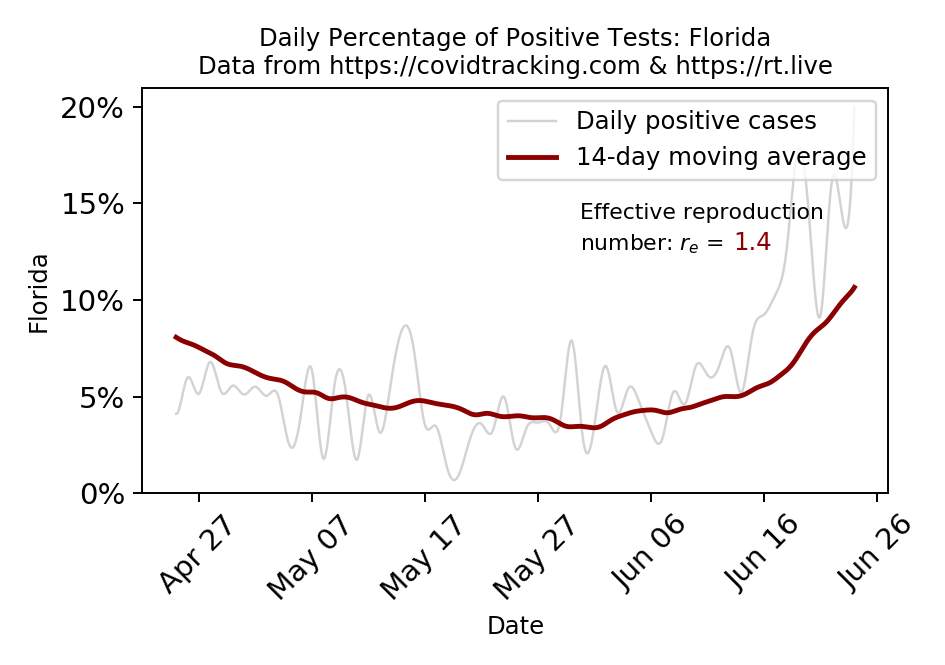 Daily Percentage of Positive Tests: Florida
Data from https://covidtracking.com & https://rt.live
20%
15%
10%
5%
0%
Florida
Daily positive cases
14-day moving average
Effective reproduction
number: rₑ = 1.4
Apr 27
May 07
May 17
May 27
Jun 06
Jun 16
Jun 26
Date